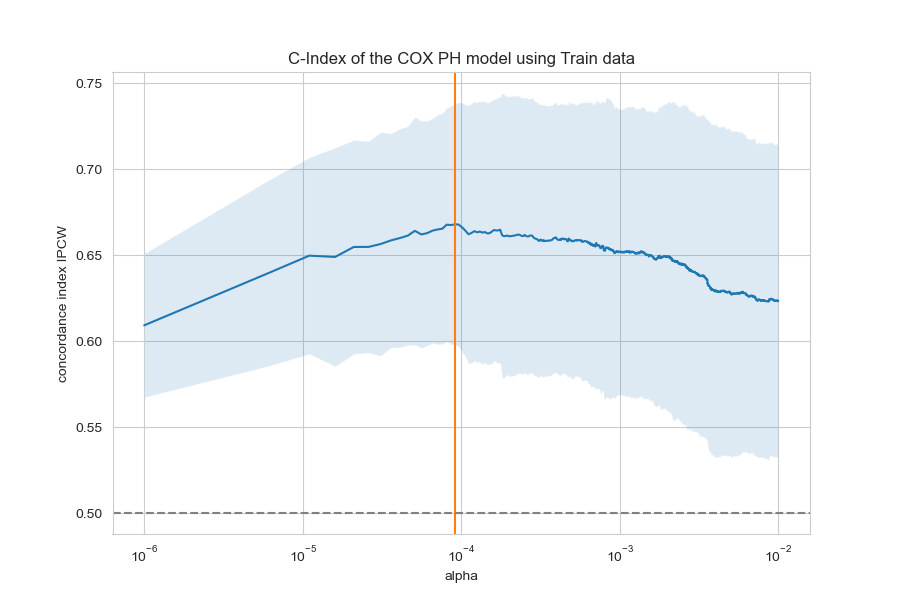 C-Index of the COX PH model using Train data
concordance index IPCW
0.75
0.70
0.65
0.60
0.55
0.50
10⁻⁶ 10⁻⁵ 10⁻⁴ 10⁻³ 10⁻²
alpha